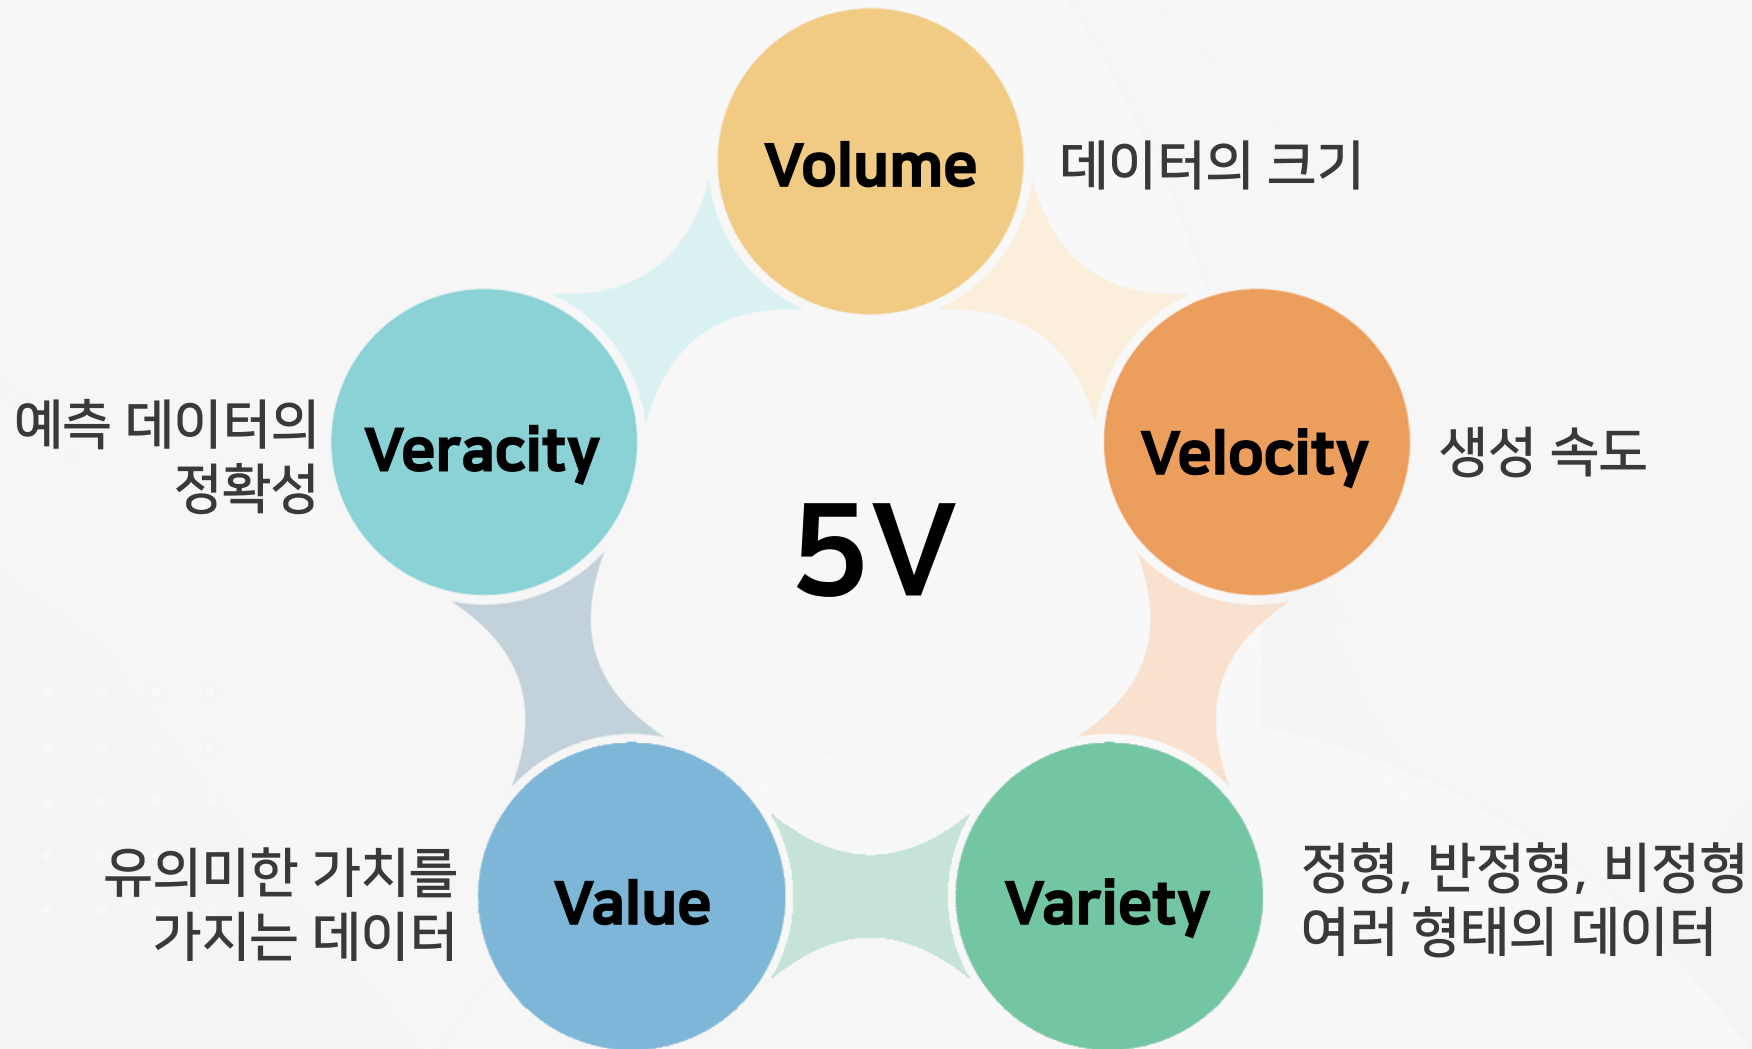 Volume
데이터의 크기
Velocity
생성 속도
Veracity
예측 데이터의
정확성
5V
Value
유의미한 가치를
가지는 데이터
Variety
정형, 반정형, 비정형
여러 형태의 데이터